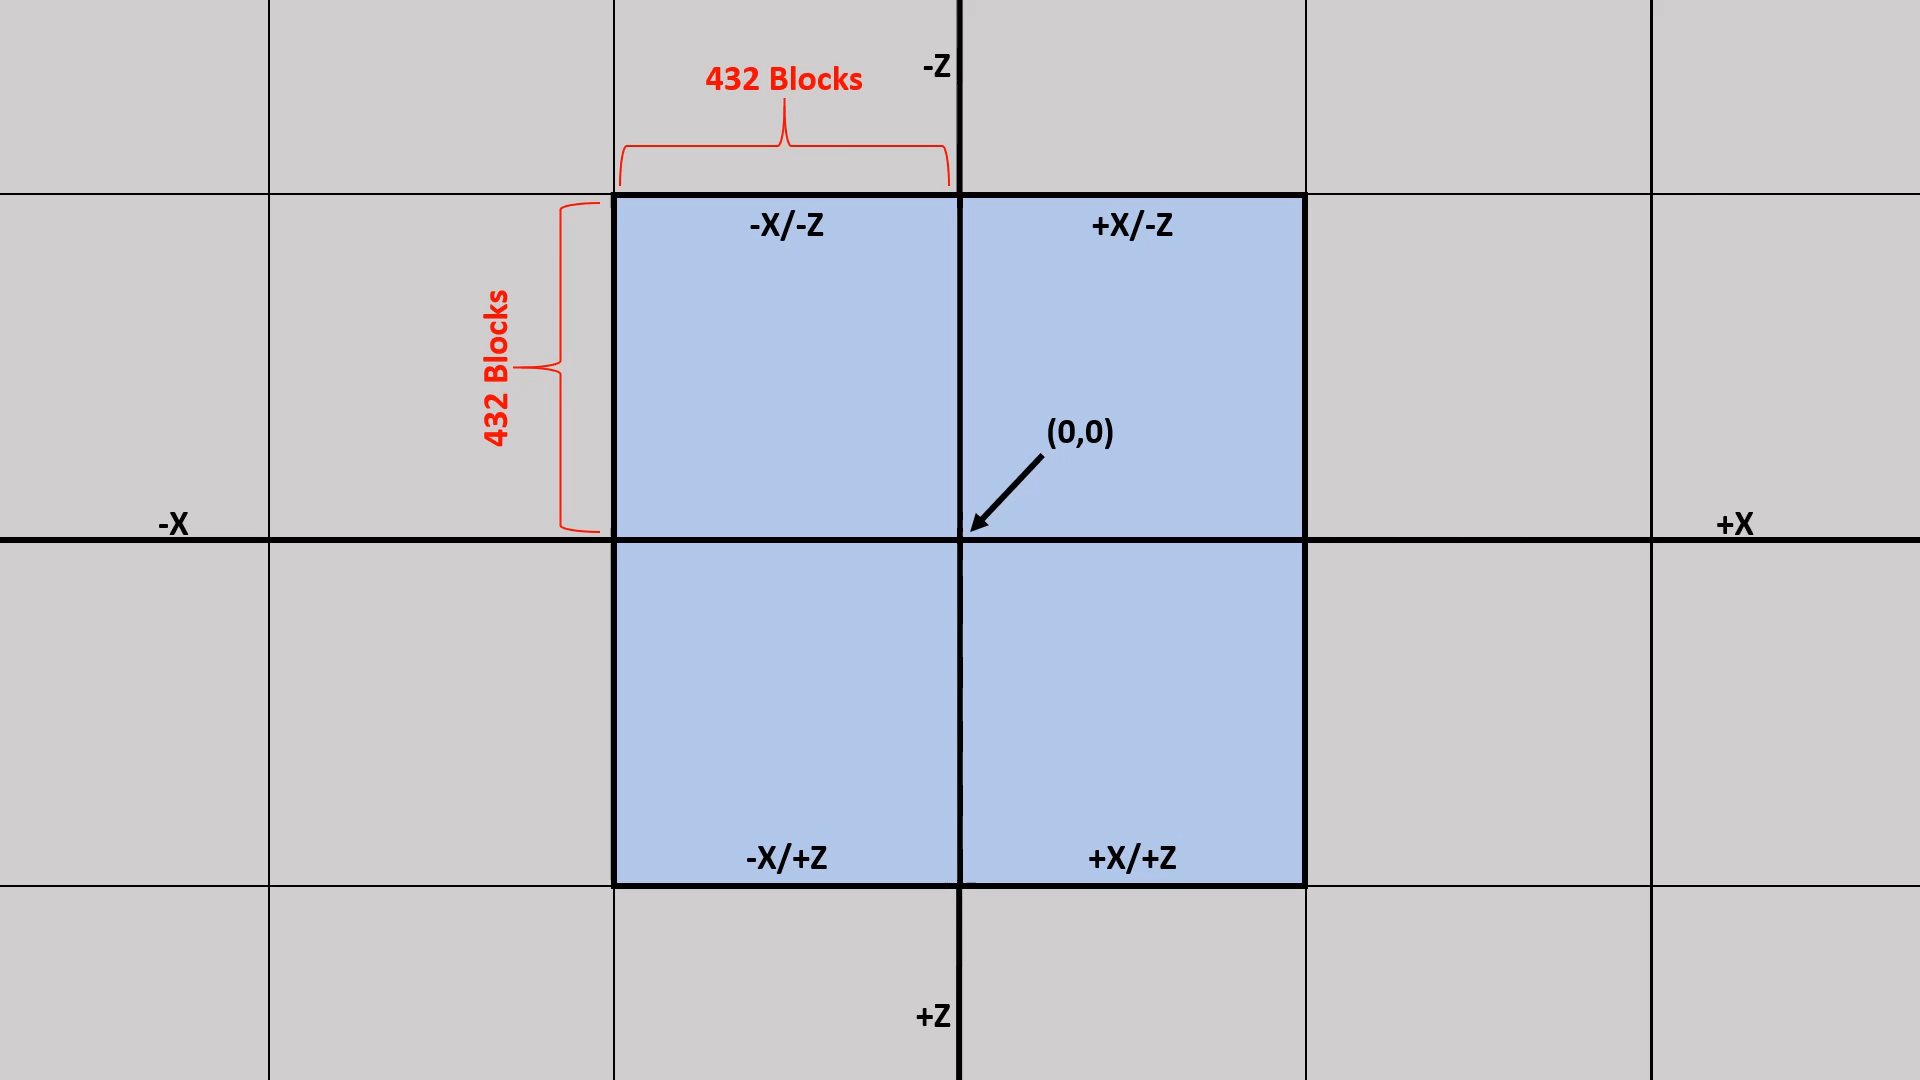 -Z
432 Blocks
-X/-Z
+X/-Z
432 Blocks
(0,0)
-X
+X
-X/+Z
+X/+Z
+Z